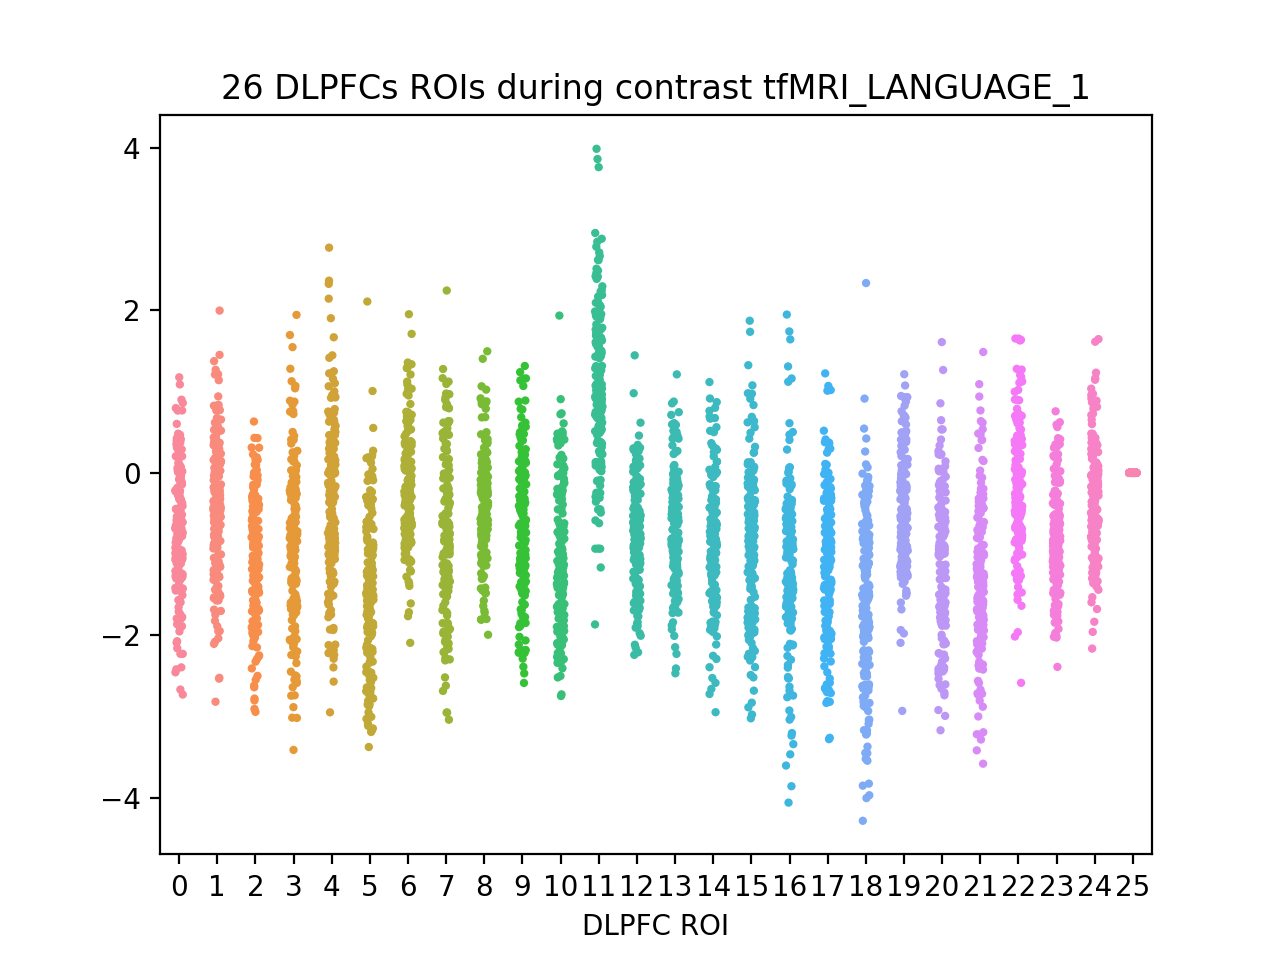 26 DLPFCs ROIs during contrast tfMRI_LANGUAGE_1
4
2
0
−2
−4
0 1 2 3 4 5 6 7 8 9 10 11 12 13 14 15 16 17 18 19 20 21 22 23 24 25
DLPFC ROI